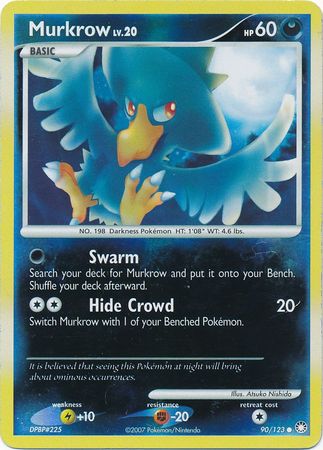 Murkrow LV.20 HP 60
BASIC
NO. 198 Darkness Pokémon HT: 1'08" WT: 4.6 lbs.
Swarm
Search your deck for Murkrow and put it onto your Bench.
Shuffle your deck afterward.
Hide Crowd 20
Switch Murkrow with 1 of your Benched Pokémon.
It is believed that seeing this Pokémon at night will bring
about ominous occurrences.
Illus. Atsuko Nishida
weakness resistance retreat cost
+10 -20
DPBP#225 ©2007 Pokémon/Nintendo 90/123